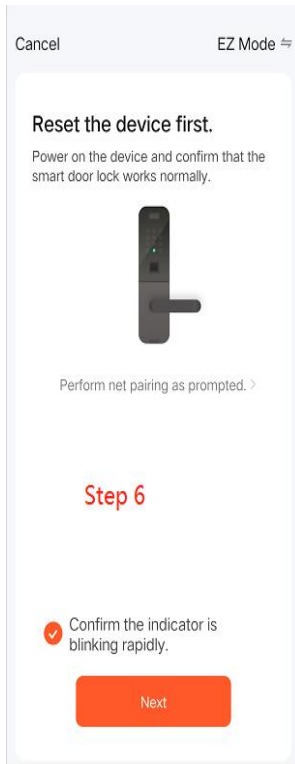 Cancel
EZ Mode
Reset the device first.
Power on the device and confirm that the
smart door lock works normally.
Perform net pairing as prompted.
Step 6
Confirm the indicator is
blinking rapidly.
Next